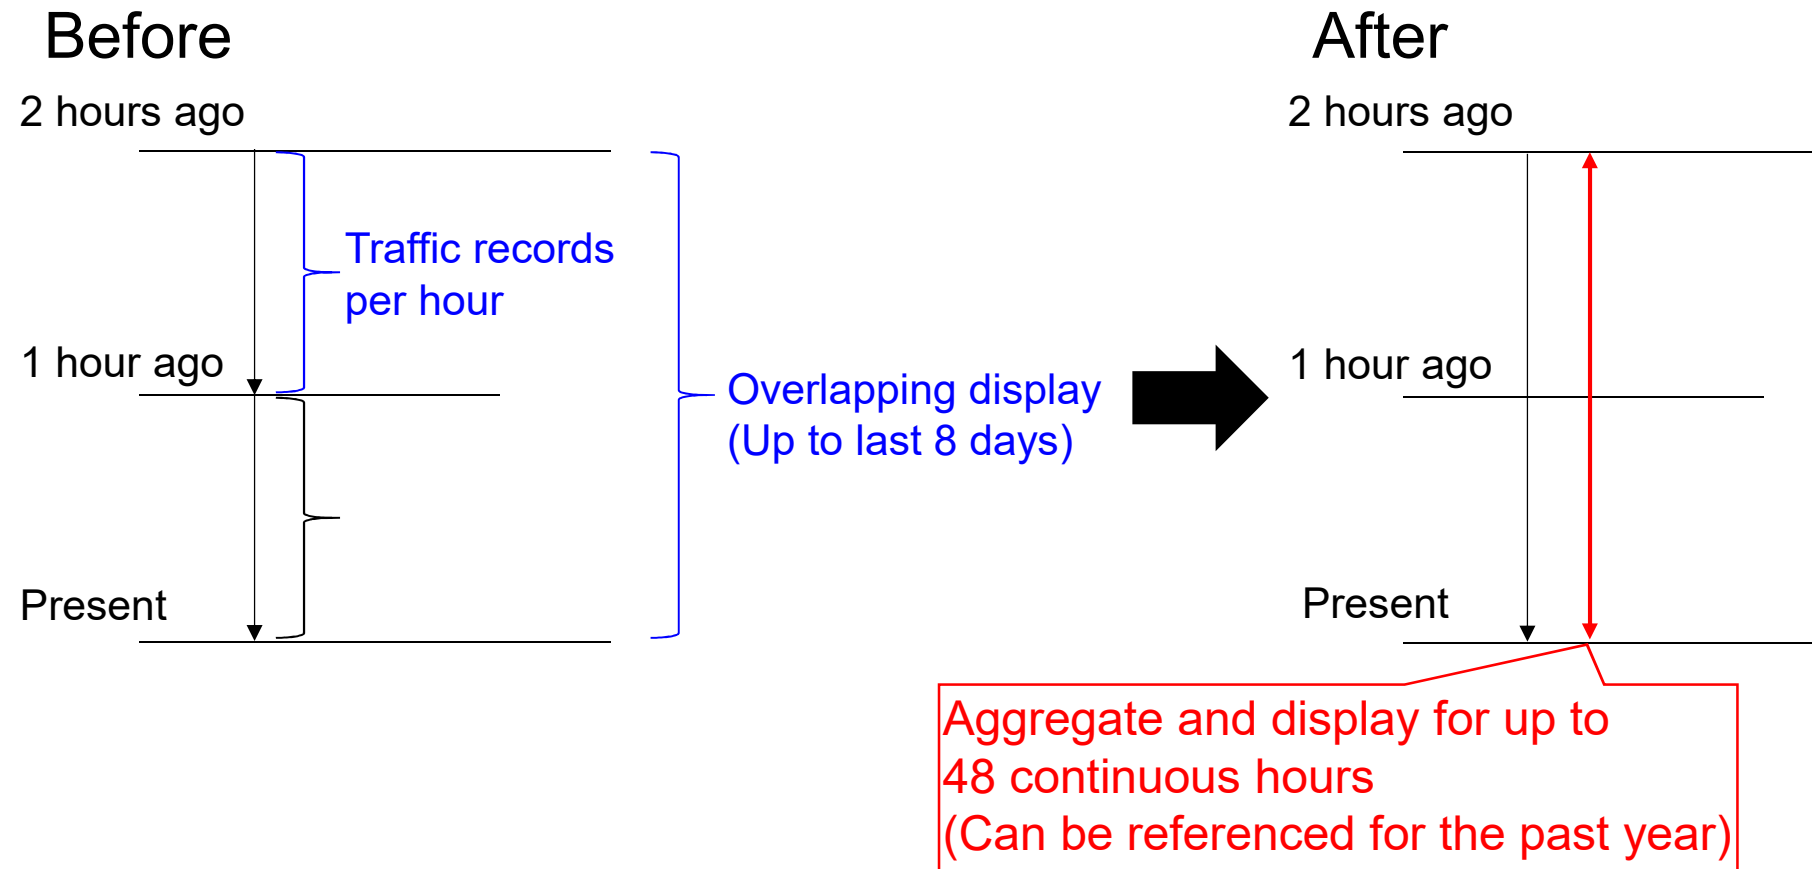 Before
2 hours ago
Traffic records
per hour
1 hour ago
Overlapping display
(Up to last 8 days)
Present
After
2 hours ago
1 hour ago
Present
Aggregate and display for up to
48 continuous hours
(Can be referenced for the past year)